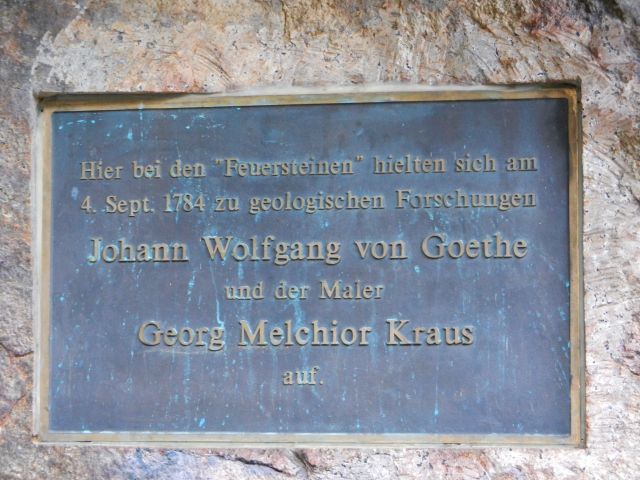 Hier bei den "Feuersteinen" hielten sich am
4. Sept. 1784 zu geologischen Forschungen
Johann Wolfgang von Goethe
und der Maler
Georg Melchior Kraus
auf.